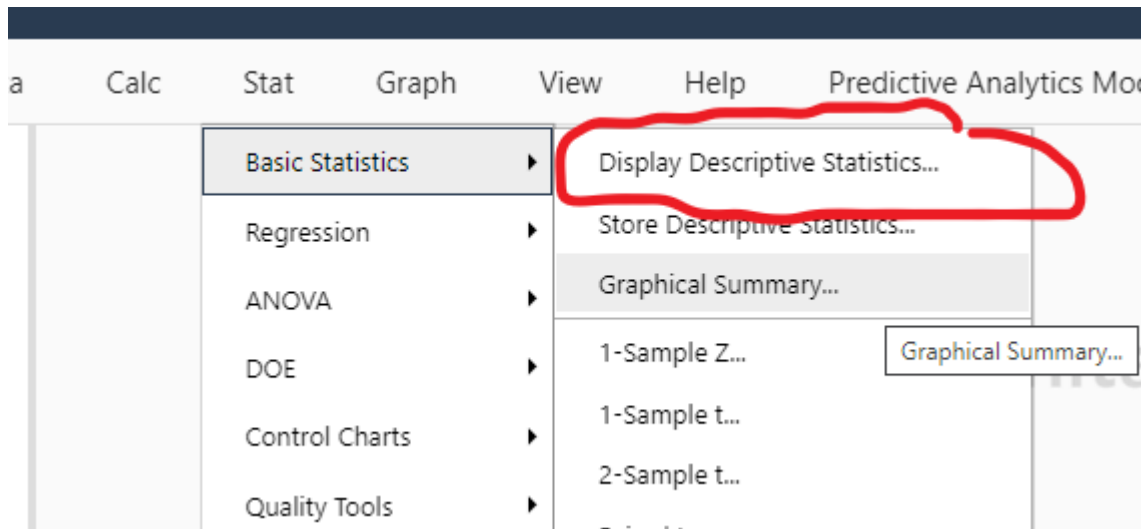 a Calc Stat Graph View Help Predictive Analytics Mod
Basic Statistics
Display Descriptive Statistics...
Regression
Store Descriptive Statistics...
ANOVA
Graphical Summary...
DOE
1-Sample Z...
Graphical Summary...
Control Charts
1-Sample t...
Quality Tools
2-Sample t...